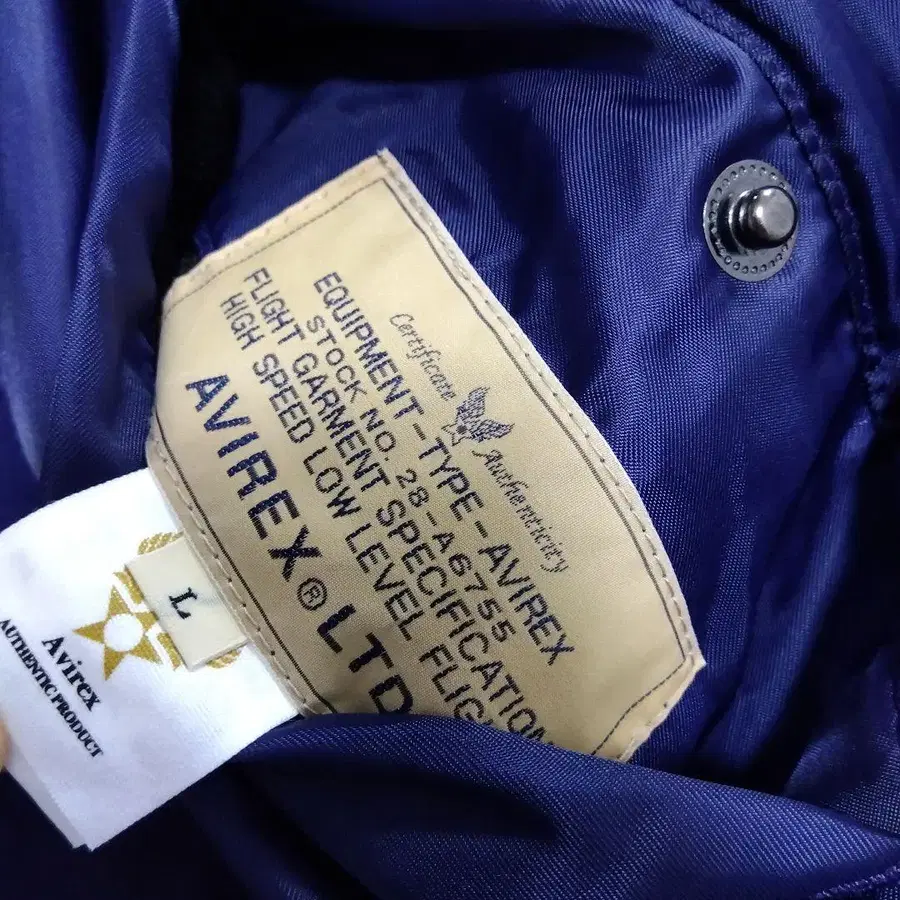 Certificate Authenticity
EQUIPMENT-TYPE-AVIREX
STOCK NO. 28-A6755
FLIGHT GARMENT SPECIFICATION
HIGH SPEED LOW LEVEL
AVIREX® LTD
L
Avirex
AUTHENTIC PRODUCT